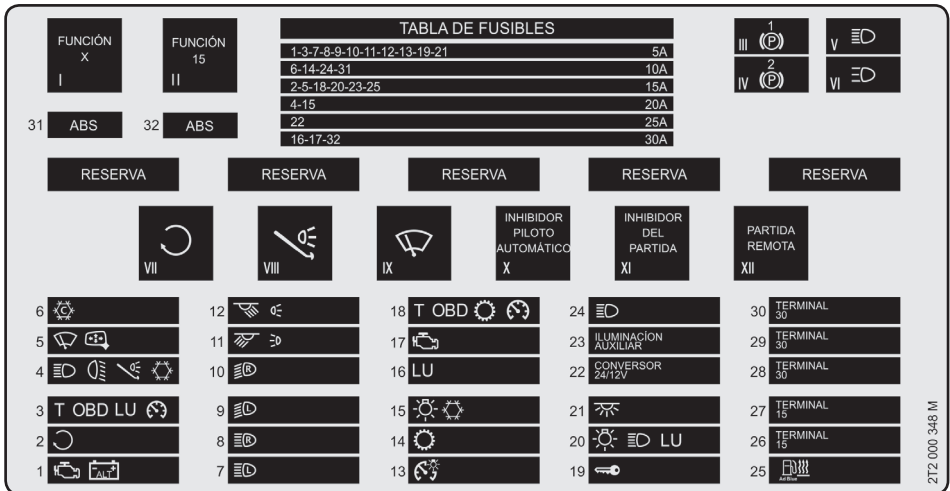 TABLA DE FUSIBLES
1-3-7-8-9-10-11-12-13-19-21 5A
6-14-24-31 10A
2-5-18-20-23-25 15A
4-15 20A
22 25A
16-17-32 30A
FUNCIÓN
X
I
FUNCIÓN
15
II
1
III (P)
V
2
IV (P)
VI
31 ABS
32 ABS
RESERVA
RESERVA
RESERVA
RESERVA
RESERVA
VII
VIII
IX
INHIBIDOR
PILOTO
AUTOMÁTICO
X
INHIBIDOR
DEL
PARTIDA
XI
PARTIDA
REMOTA
XII
6 C
5
4
3 T OBD LU
2
1 - + ALT
12
11
10 R
9 L
8 R
7 L
18 T OBD
17
16 LU
15
14
13
24
23 ILUMINACÍON
AUXILIAR
22 CONVERSOR
24/12V
21
20 LU
19
30 TERMINAL
30
29 TERMINAL
30
28 TERMINAL
30
27 TERMINAL
15
26 TERMINAL
15
25 Ad Blue
2T2 000 348 M